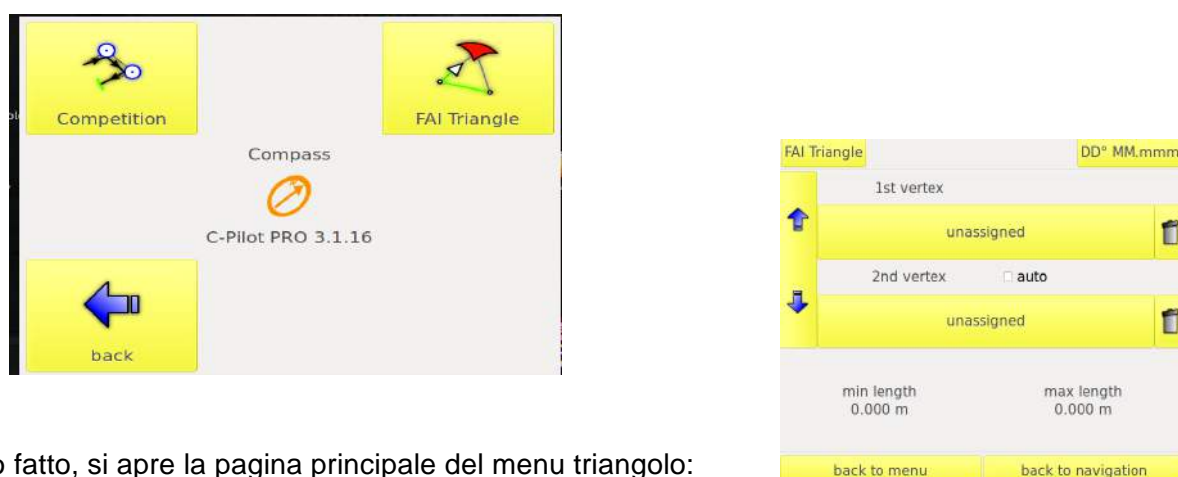 Competition
FAI Triangle
Compass
C-Pilot PRO 3.1.16
back
o fatto, si apre la pagina principale del menu triangolo:
FAI Triangle
DD° MM.mmm
1st vertex
unassigned
2nd vertex auto
unassigned
min length max length
0.000 m 0.000 m
back to menu back to navigation